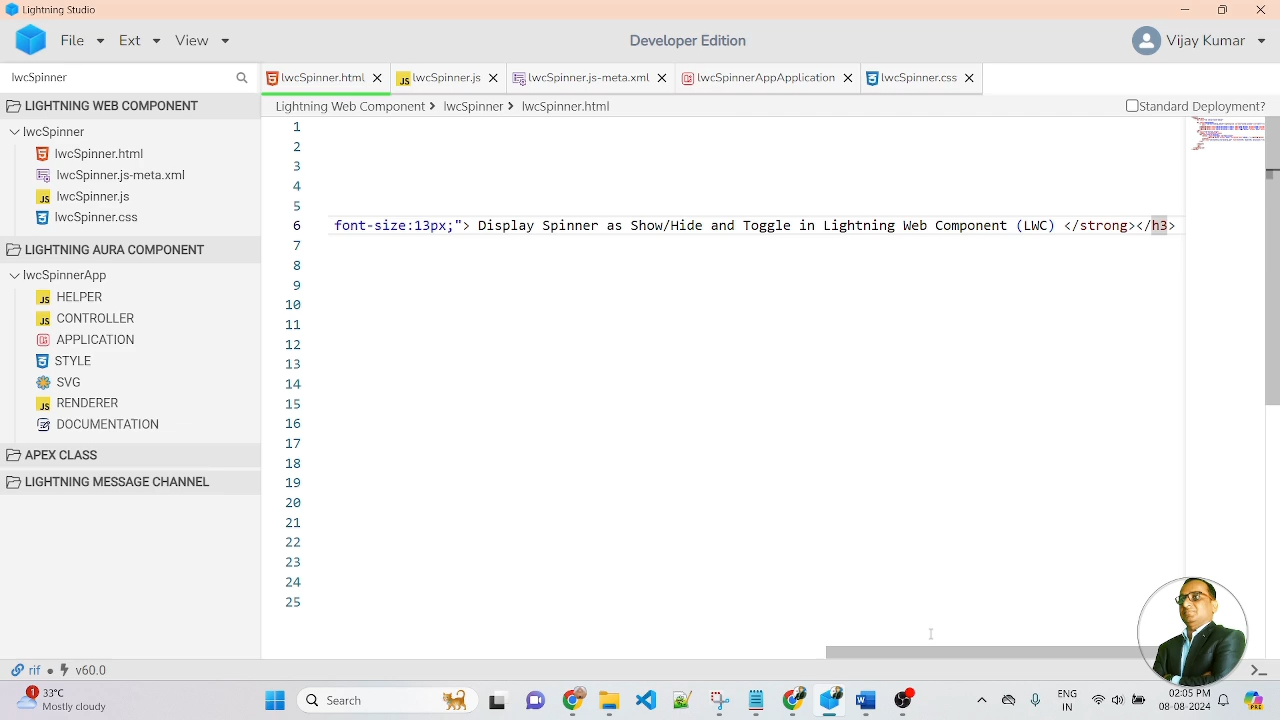 Lightning Studio
File Ext View Developer Edition Vijay Kumar
lwcSpinner lwcSpinner.html lwcSpinner.js lwcSpinner.js-meta.xml lwcSpinnerAppApplication lwcSpinner.css
LIGHTNING WEB COMPONENT Lightning Web Component lwcSpinner lwcSpinner.html Standard Deployment?
lwcSpinner
lwcSpinner.html
lwcSpinner.js-meta.xml
lwcSpinner.js
lwcSpinner.css
LIGHTNING AURA COMPONENT
lwcSpinnerApp
HELPER
CONTROLLER
APPLICATION
STYLE
SVG
RENDERER
DOCUMENTATION
APEX CLASS
LIGHTNING MESSAGE CHANNEL
1
2
3
4
5
6 font-size:13px;"> Display Spinner as Show/Hide and Toggle in Lightning Web Component (LWC) </strong></h3>
7
8
9
10
11
12
13
14
15
16
17
18
19
20
21
22
23
24
25
rif v60.0
1 33°C
Mostly cloudy
Search
ENG
IN
02:05 PM
08-08-2024